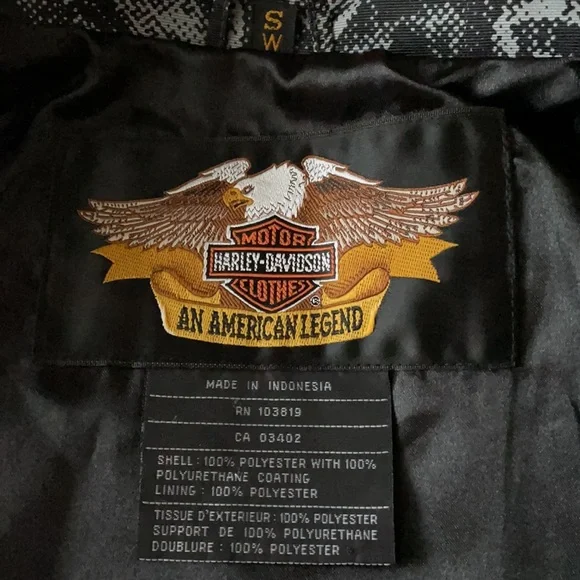 SW
MOTOR
HARLEY-DAVIDSON
CLOTHES
®
AN AMERICAN LEGEND
MADE IN INDONESIA
RN 103819
CA 03402
SHELL: 100% POLYESTER WITH 100%
POLYURETHANE COATING
LINING : 100% POLYESTER
TISSUE D'EXTERIEUR: 100% POLYESTER
SUPPORT DE 100% POLYURETHANE
DOUBLURE : 100% POLYESTER